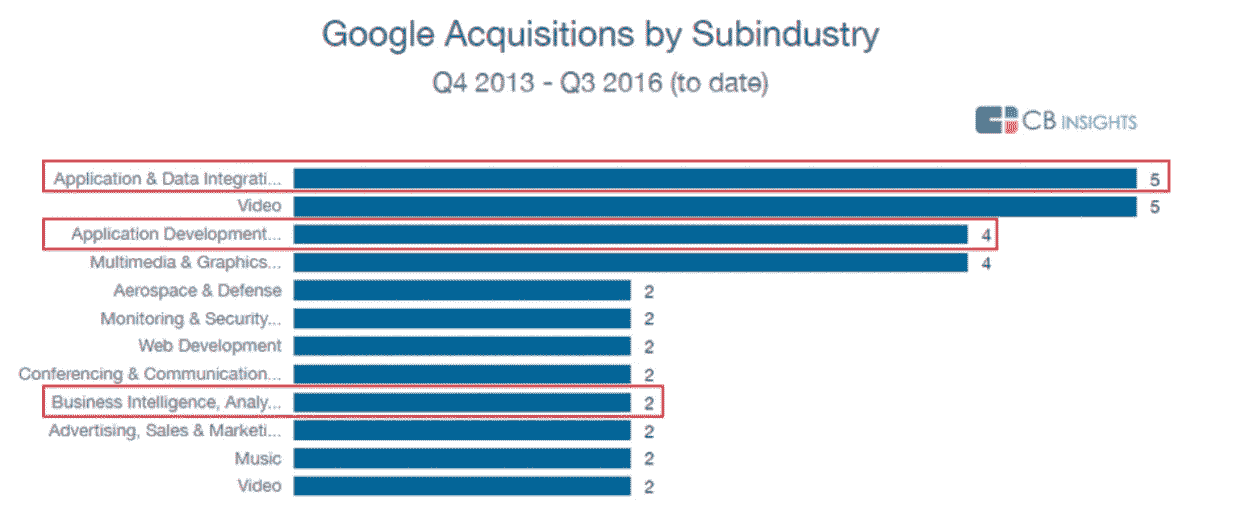 Google Acquisitions by Subindustry
Q4 2013 - Q3 2016 (to date)
CB INSIGHTS
Application & Data Integrati... 5
Video 5
Application Development... 4
Multimedia & Graphics... 4
Aerospace & Defense 2
Monitoring & Security... 2
Web Development 2
Conferencing & Communication... 2
Business Intelligence, Analy... 2
Advertising, Sales & Marketi... 2
Music 2
Video 2